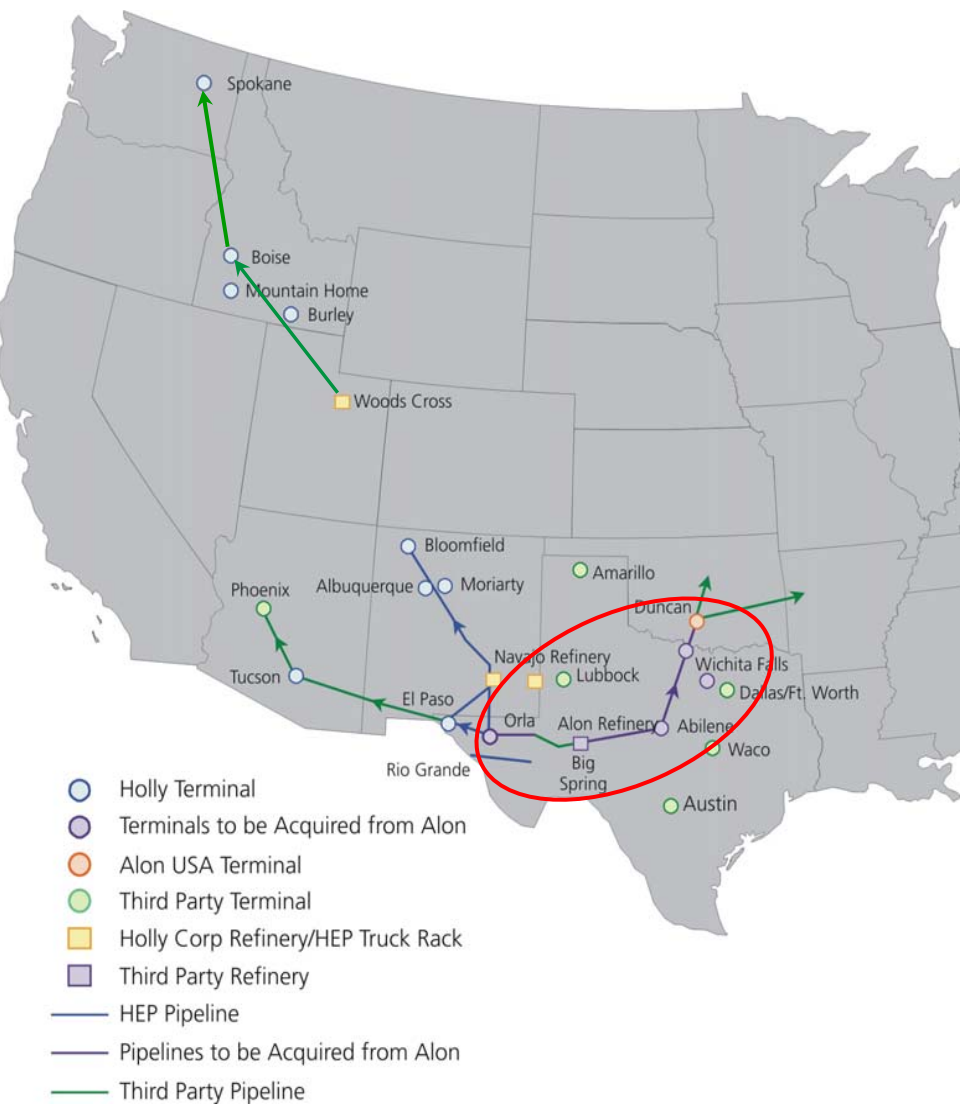 Spokane
Boise
Mountain Home
Burley
Woods Cross
Bloomfield
Albuquerque
Moriarty
Amarillo
Phoenix
Duncan
Navajo Refinery
Wichita Falls
Tucson
Lubbock
Dallas/Ft. Worth
El Paso
Orla
Alon Refinery
Abilene
Waco
Rio Grande
Big
Spring
Austin
Holly Terminal
Terminals to be Acquired from Alon
Alon USA Terminal
Third Party Terminal
Holly Corp Refinery/HEP Truck Rack
Third Party Refinery
HEP Pipeline
Pipelines to be Acquired from Alon
Third Party Pipeline